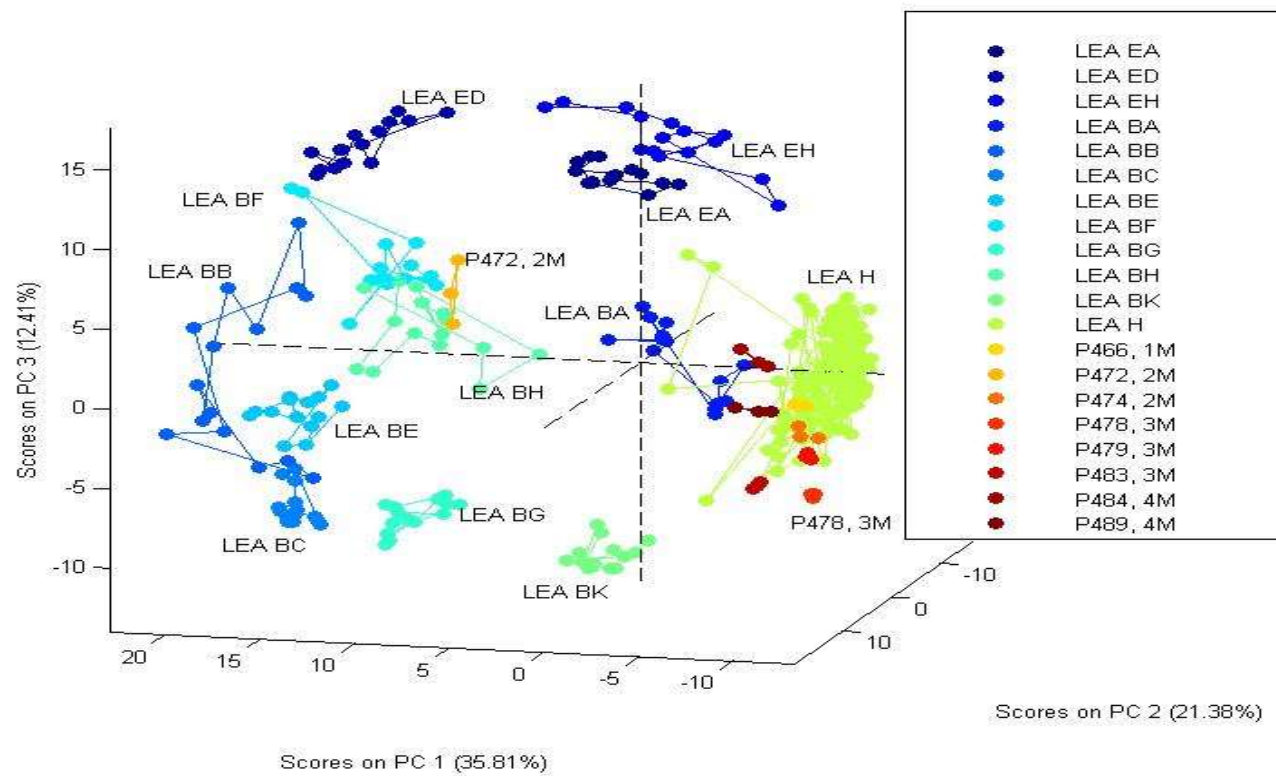 LEA EA
LEA ED
LEA EH
LEA BA
LEA BB
LEA BC
LEA BE
LEA BF
LEA BG
LEA BH
LEA BK
LEA H
P466, 1M
P472, 2M
P474, 2M
P478, 3M
P479, 3M
P483, 3M
P484, 4M
P489, 4M
LEA ED
LEA EH
LEA BF
LEA EA
P472, 2M
LEA BB
LEA H
LEA BA
LEA BH
LEA BE
LEA BG
P478, 3M
LEA BC
LEA BK
Scores on PC 3 (12.41%)
15
10
5
0
-5
-10
20
15
10
5
0
-5
-10
-10
0
10
Scores on PC 2 (21.38%)
Scores on PC 1 (35.81%)